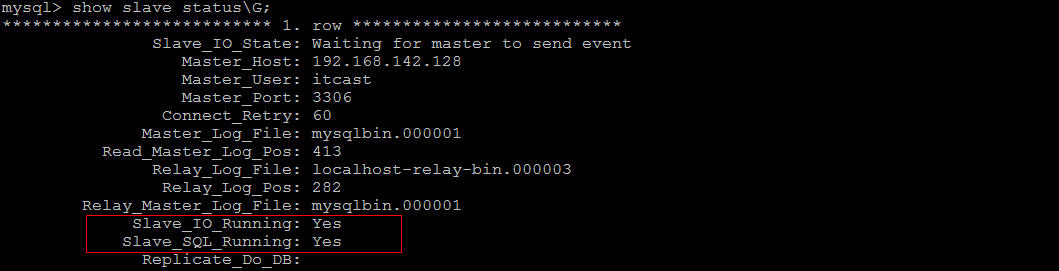 mysql> show slave status\G;
*************************** 1. row ***************************
Slave_IO_State: Waiting for master to send event
Master_Host: 192.168.142.128
Master_User: itcast
Master_Port: 3306
Connect_Retry: 60
Master_Log_File: mysqlbin.000001
Read_Master_Log_Pos: 413
Relay_Log_File: localhost-relay-bin.000003
Relay_Log_Pos: 282
Relay_Master_Log_File: mysqlbin.000001
Slave_IO_Running: Yes
Slave_SQL_Running: Yes
Replicate_Do_DB: